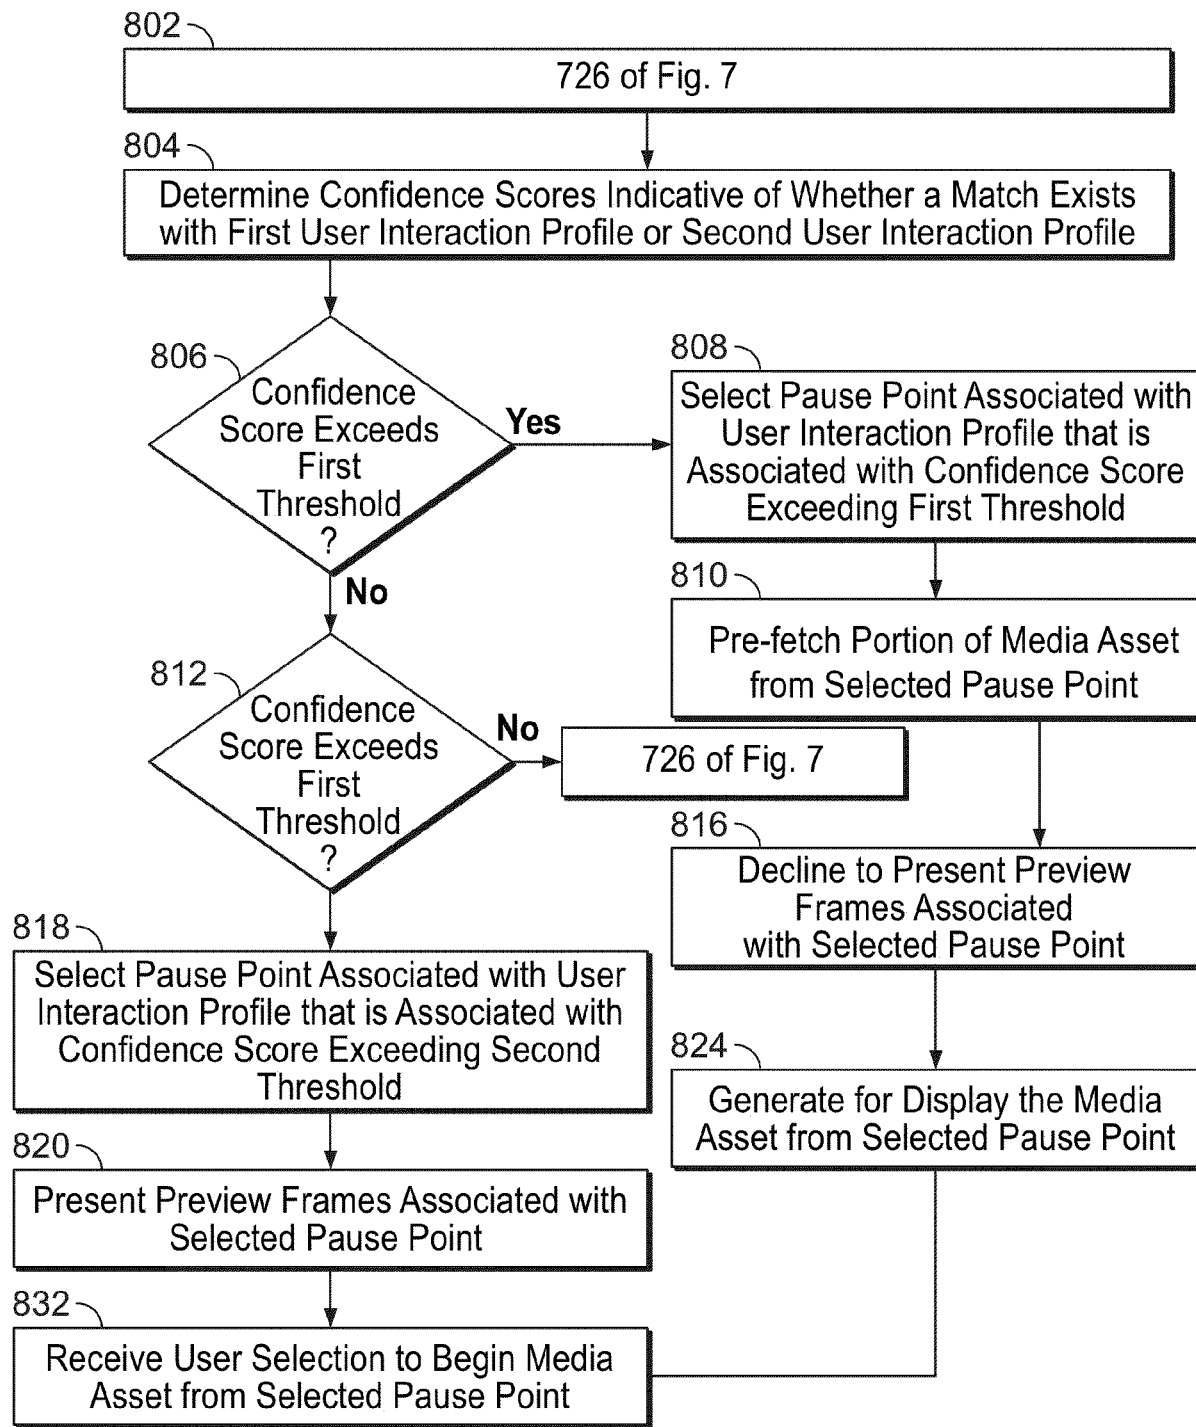 802
726 of Fig. 7
804
Determine Confidence Scores Indicative of Whether a Match Exists
with First User Interaction Profile or Second User Interaction Profile
806
Confidence
Score Exceeds
First
Threshold
?
Yes
No
808
Select Pause Point Associated with
User Interaction Profile that is
Associated with Confidence Score
Exceeding First Threshold
810
Pre-fetch Portion of Media Asset
from Selected Pause Point
812
Confidence
Score Exceeds
First
Threshold
?
No
726 of Fig. 7
816
Decline to Present Preview
Frames Associated
with Selected Pause Point
818
Select Pause Point Associated with User
Interaction Profile that is Associated with
Confidence Score Exceeding Second
Threshold
824
Generate for Display the Media
Asset from Selected Pause Point
820
Present Preview Frames Associated with
Selected Pause Point
832
Receive User Selection to Begin Media
Asset from Selected Pause Point